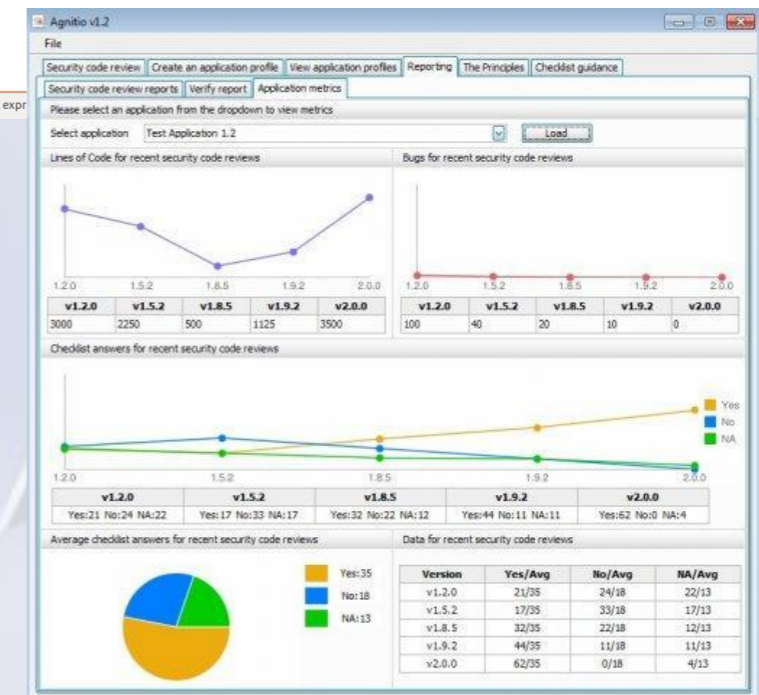 Agnitio v1.2
File
Security code review Create an application profile View application profiles Reporting The Principles Checklist guidance
Security code review reports Verify report Application metrics
expr
Please select an application from the dropdown to view metrics
Select application Test Application 1.2 Load
Lines of Code for recent security code reviews
1.2.0 1.5.2 1.8.5 1.9.2 2.0.0
v1.2.0 v1.5.2 v1.8.5 v1.9.2 v2.0.0
3000 2250 500 1125 3500
Bugs for recent security code reviews
1.2.0 1.5.2 1.8.5 1.9.2 2.0.0
v1.2.0 v1.5.2 v1.8.5 v1.9.2 v2.0.0
100 40 20 10 0
Checklist answers for recent security code reviews
Yes
No
NA
1.2.0 1.5.2 1.8.5 1.9.2 2.0.0
v1.2.0 v1.5.2 v1.8.5 v1.9.2 v2.0.0
Yes:21 No:24 NA:22 Yes:17 No:33 NA:17 Yes:32 No:22 NA:12 Yes:44 No:11 NA:11 Yes:62 No:0 NA:4
Average checklist answers for recent security code reviews
Yes:35
No:18
NA:13
Data for recent security code reviews
Version Yes/Avg No/Avg NA/Avg
v1.2.0 21/35 24/18 22/13
v1.5.2 17/35 33/18 17/13
v1.8.5 32/35 22/18 12/13
v1.9.2 44/35 11/18 11/13
v2.0.0 62/35 0/18 4/13